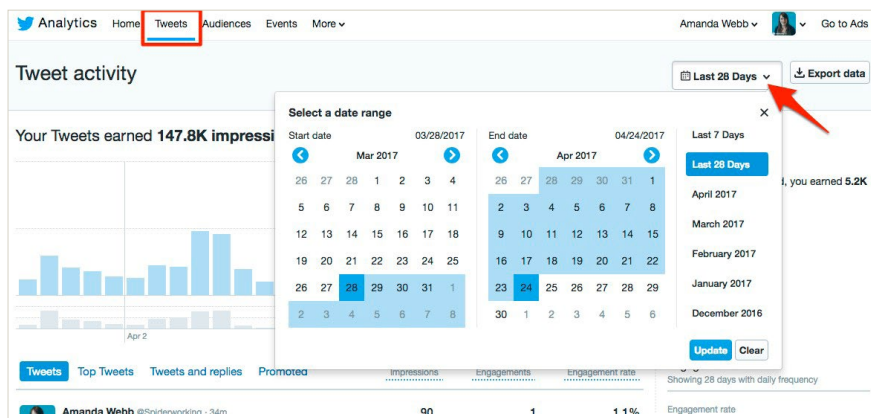 Analytics Home Tweets Audiences Events More Amanda Webb Go to Ads
Tweet activity
Last 28 Days
Export data
Your Tweets earned 147.8K impressi
Select a date range
Start date 03/28/2017
Mar 2017
26 27 28 1 2 3 4
5 6 7 8 9 10 11
12 13 14 15 16 17 18
19 20 21 22 23 24 25
26 27 28 29 30 31 1
2 3 4 5 6 7 8
End date 04/24/2017
Apr 2017
26 27 28 29 30 31 1
2 3 4 5 6 7 8
9 10 11 12 13 14 15
16 17 18 19 20 21 22
23 24 25 26 27 28 29
30 1 2 3 4 5 6
Last 7 Days
Last 28 Days
April 2017
March 2017
February 2017
January 2017
December 2016
Update Clear
, you earned 5.2K
Apr 2
Tweets Top Tweets Tweets and replies Promoted Impressions Engagements Engagement rate
Showing 28 days with daily frequency
Amanda Webb @Spiderworking · 34m 90 1 1.1%
Engagement rate